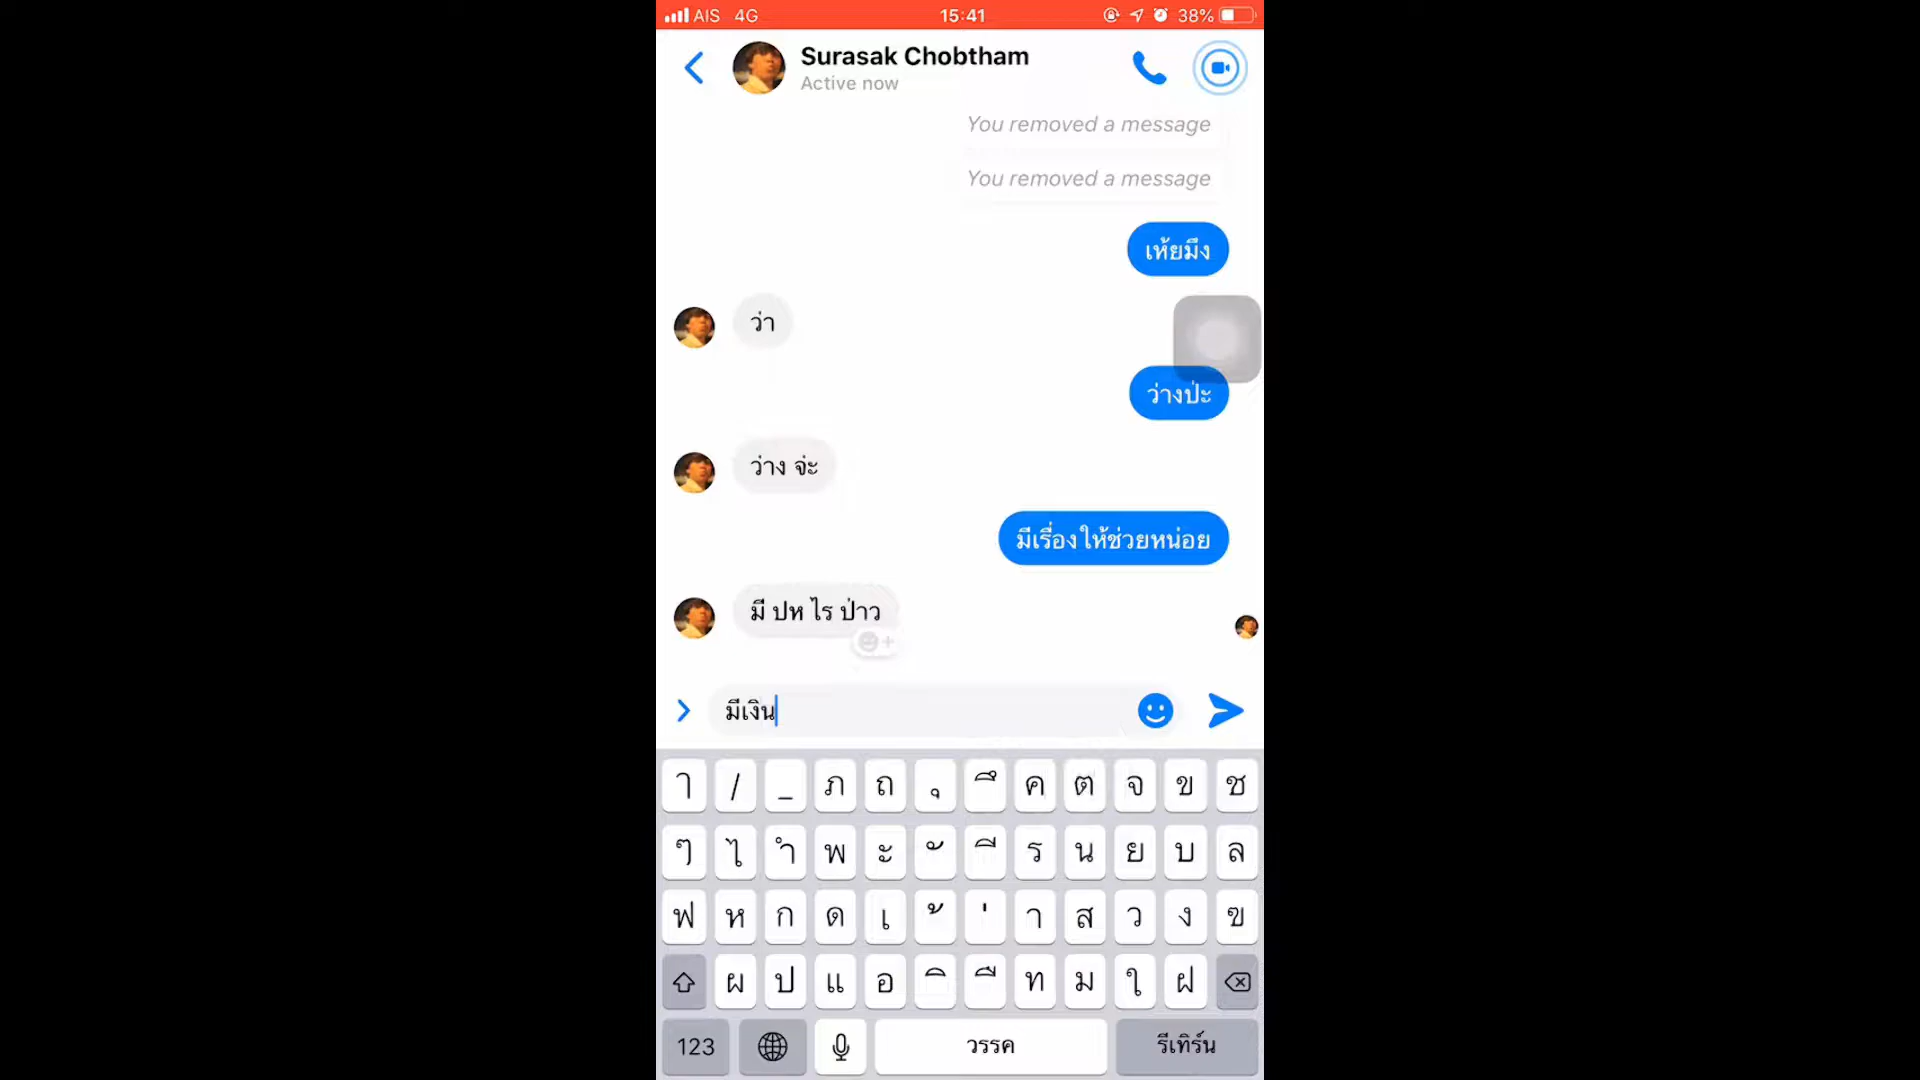 AIS 4G 15:41 38%
Surasak Chobtham
Active now
You removed a message
You removed a message
เห้ยมึง
ว่า
ว่างป่ะ
ว่าง จ่ะ
มีเรื่องให้ช่วยหน่อย
มี ปห ไร ป่าว
มีเงิน
ๅ / _ ภ ถ ุ ึ ค ต จ ข ช
ๆ ไ ำ พ ะ ั ี ร น ย บ ล
ฟ ห ก ด เ ้ ่ า ส ว ง ฃ
ผ ป แ อ ิ ื ท ม ใ ฝ
123 วรรค รีเทิร์น